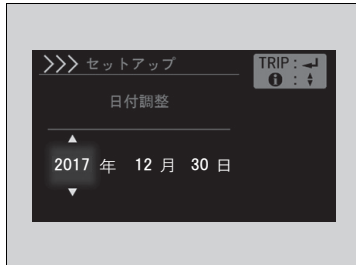 >>> セットアップ
TRIP : ↵
i : ▲▼
日付調整
▲
2017 年 12 月 30 日
▼